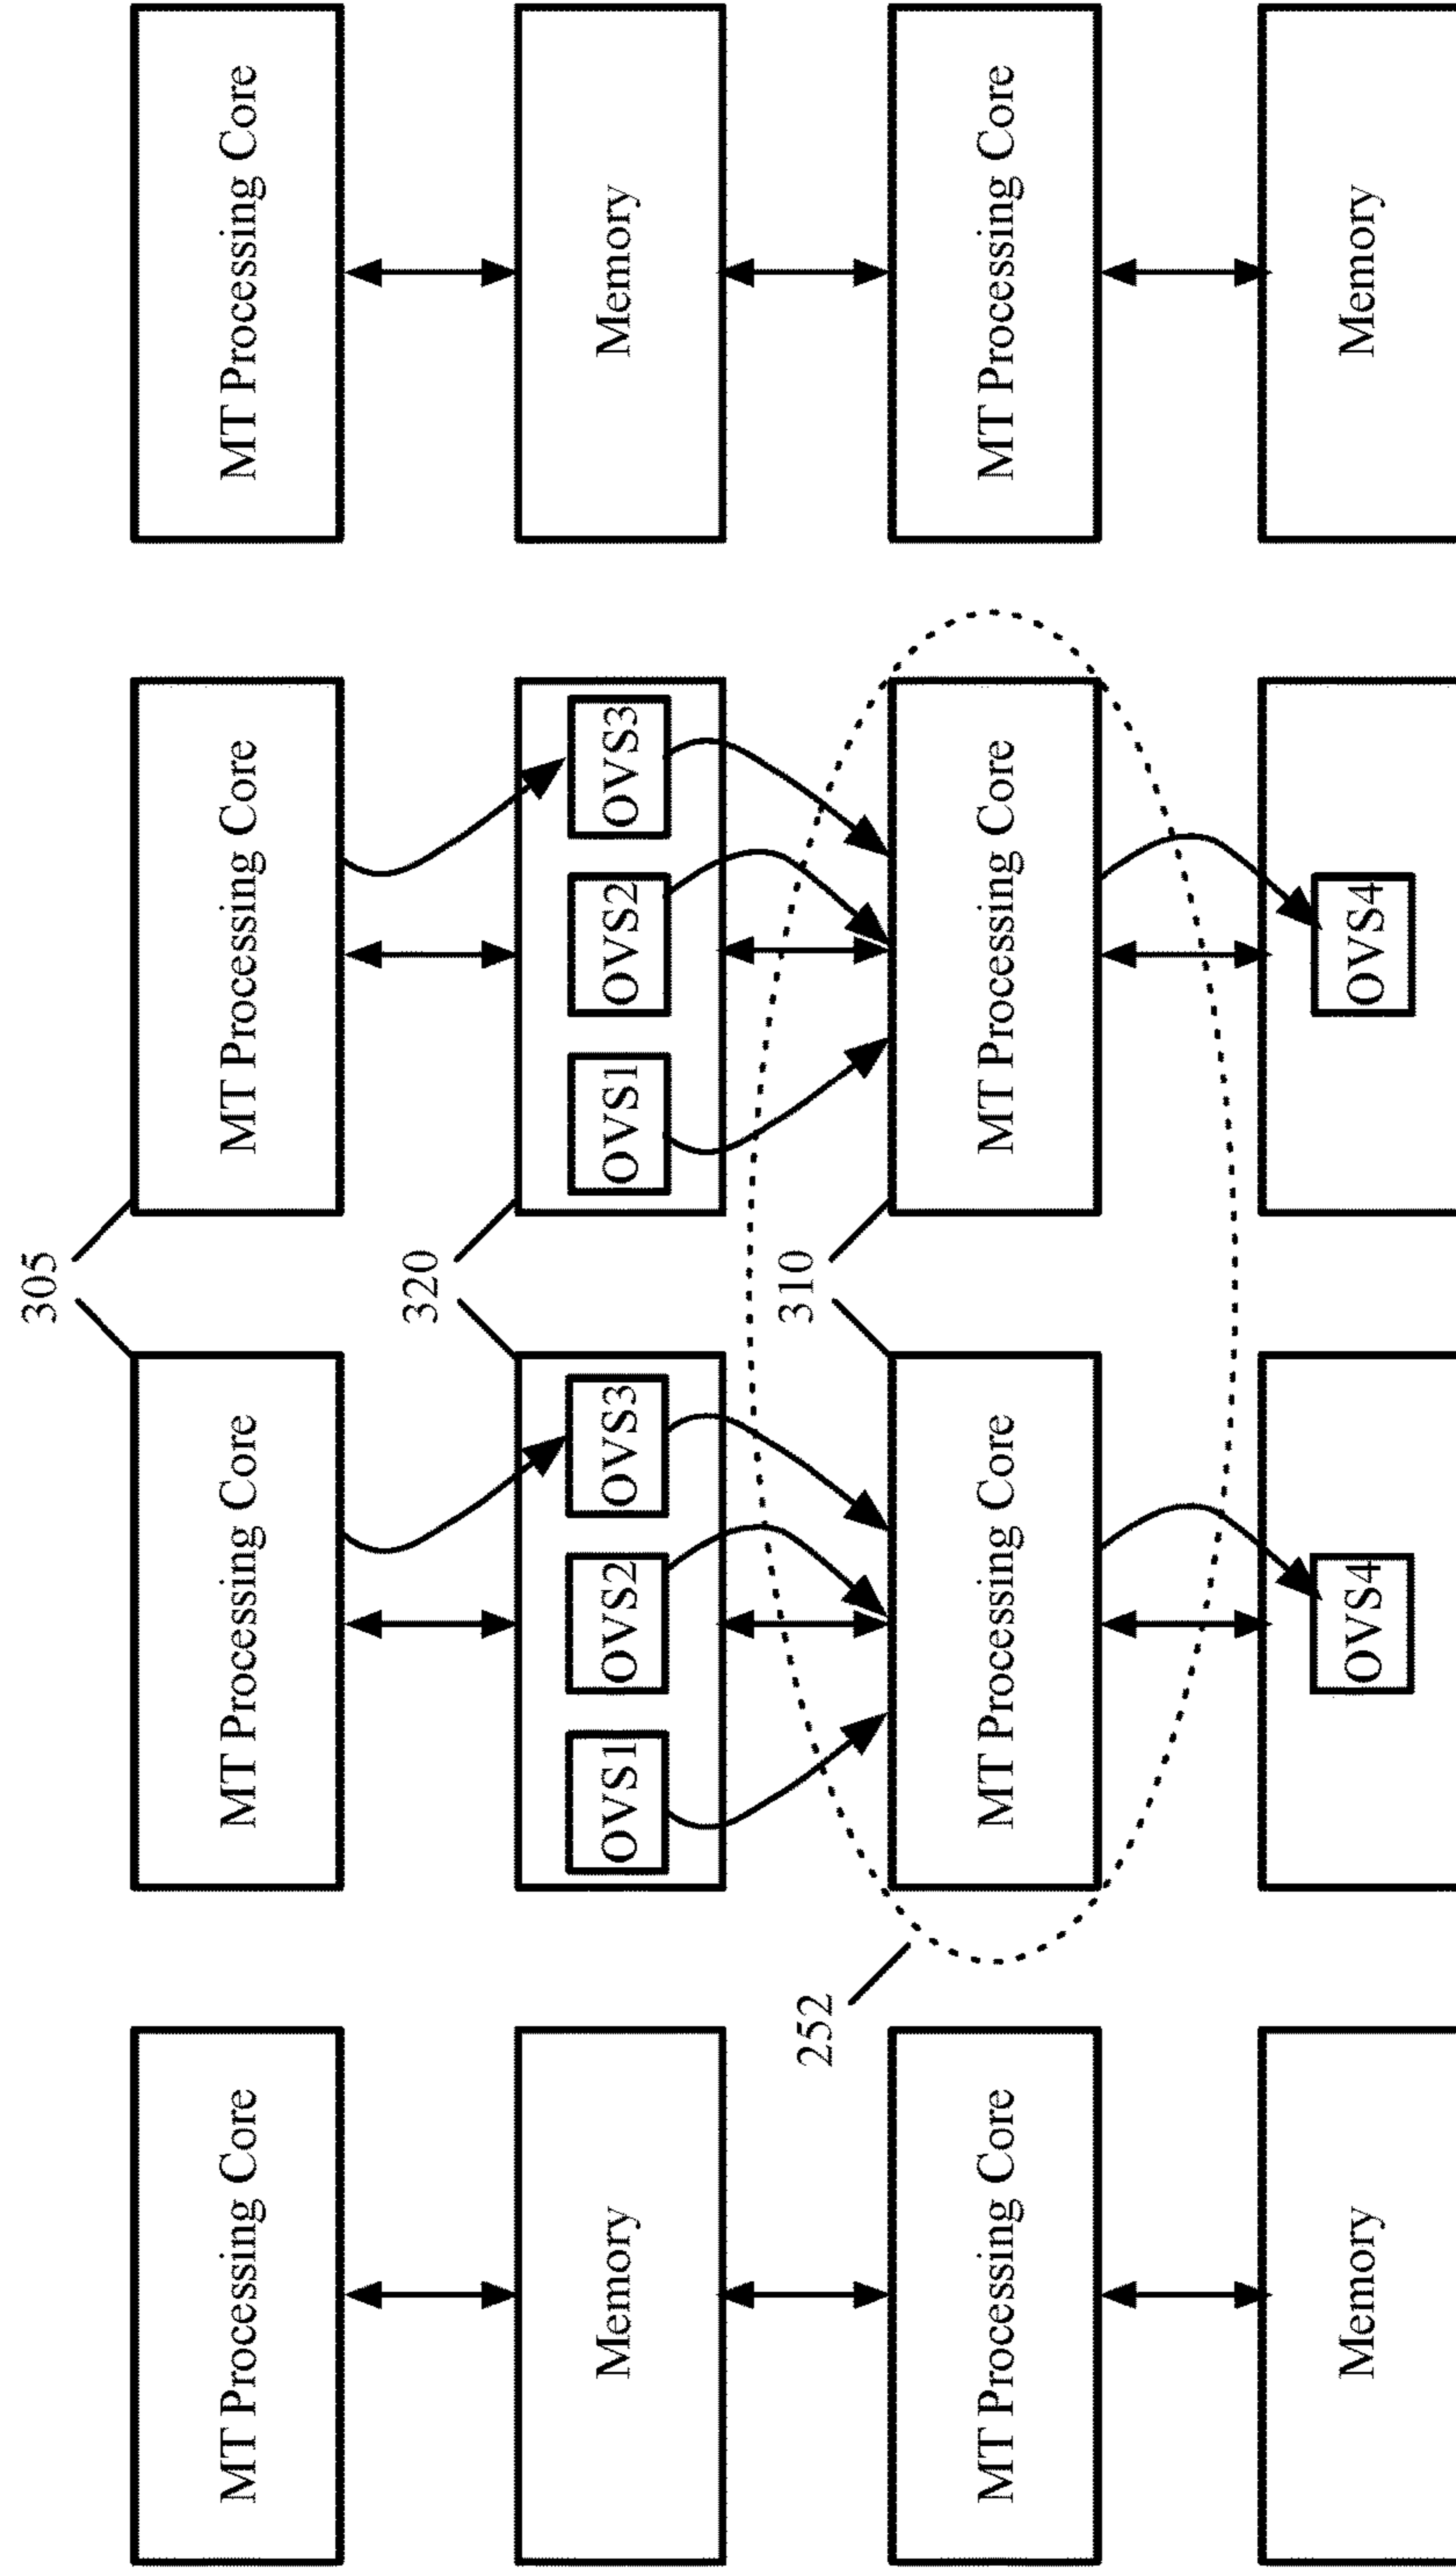 305
MT Processing Core
MT Processing Core
MT Processing Core
MT Processing Core
320
Memory
OVS1
OVS2
OVS3
OVS1
OVS2
OVS3
Memory
252
310
MT Processing Core
MT Processing Core
MT Processing Core
MT Processing Core
Memory
OVS4
OVS4
Memory